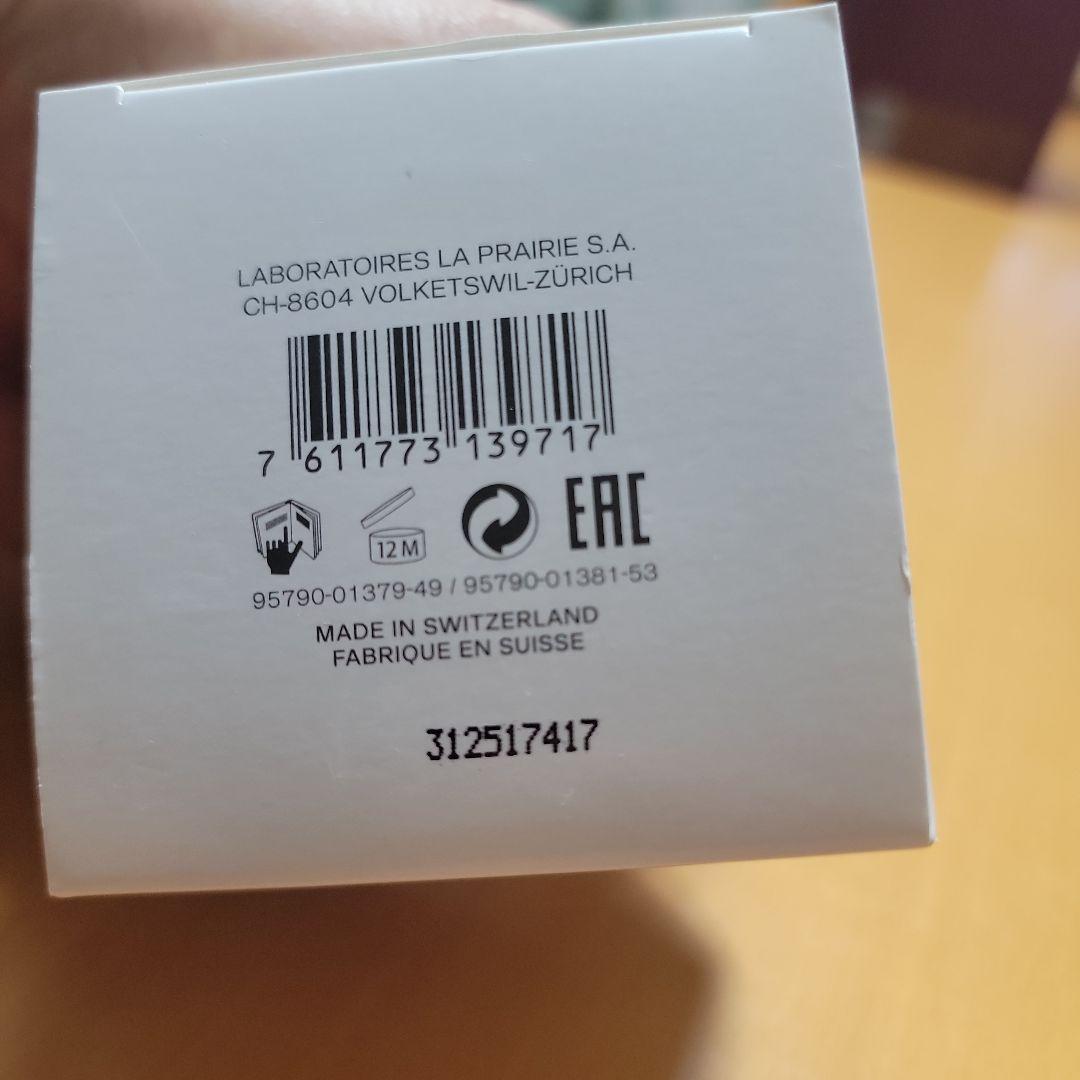 LABORATOIRES LA PRAIRIE S.A.
CH-8604 VOLKETSWIL-ZÜRICH
7 611773 139717
12 M
EAC
95790-01379-49 / 95790-01381-53
MADE IN SWITZERLAND
FABRIQUE EN SUISSE
312517417